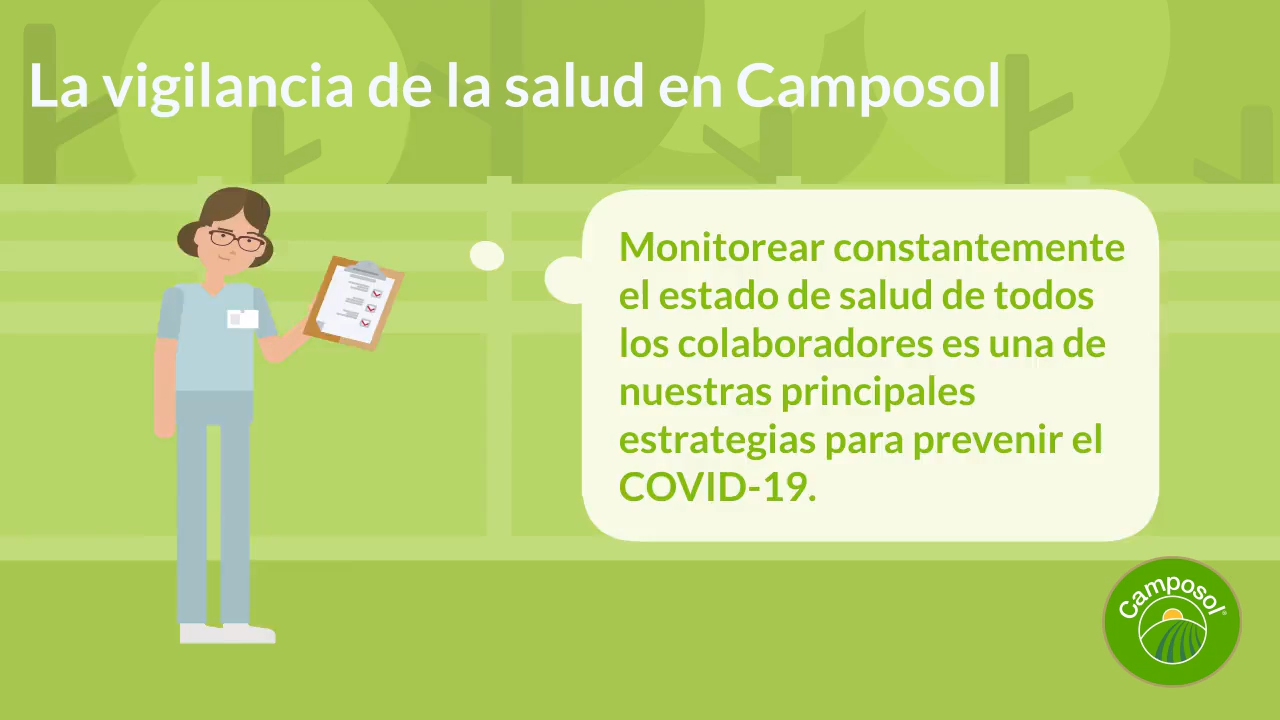 La vigilancia de la salud en Camposol
Monitorear constantemente
el estado de salud de todos
los colaboradores es una de
nuestras principales
estrategias para prevenir el
COVID-19.
Camposol